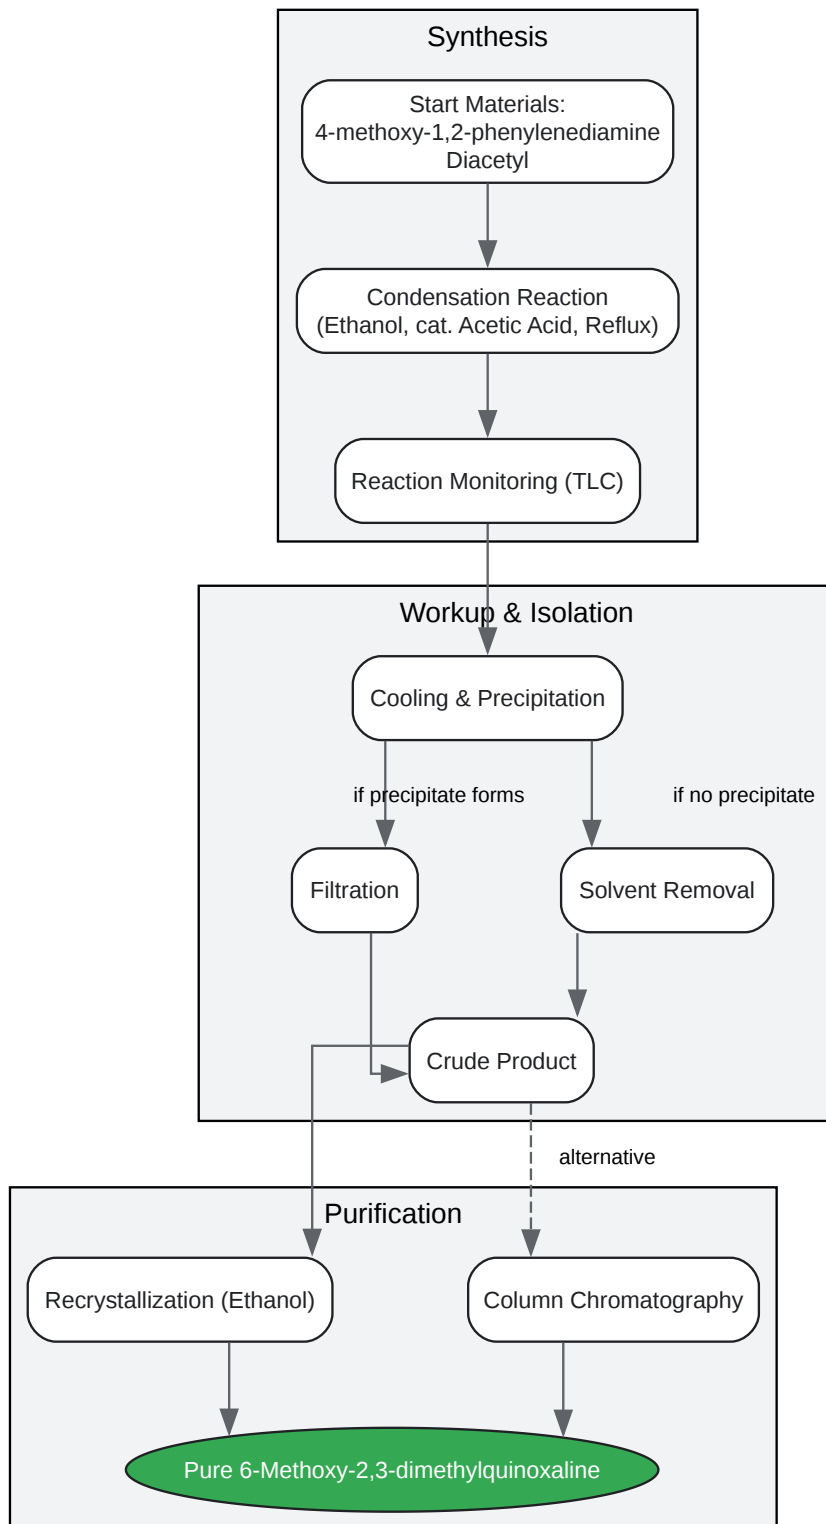 Synthesis
Start Materials:
4-methoxy-1,2-phenylenediamine
Diacetyl
Condensation Reaction
(Ethanol, cat. Acetic Acid, Reflux)
Reaction Monitoring (TLC)
Workup & Isolation
Cooling & Precipitation
if precipitate forms
if no precipitate
Filtration
Solvent Removal
Crude Product
alternative
Purification
Recrystallization (Ethanol)
Column Chromatography
Pure 6-Methoxy-2,3-dimethylquinoxaline